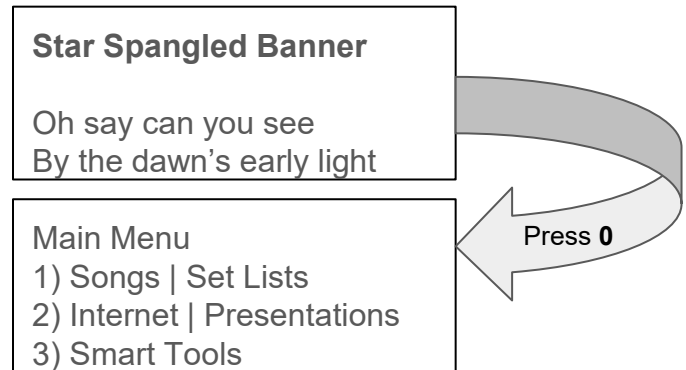 Star Spangled Banner
Oh say can you see
By the dawn’s early light
Press 0
Main Menu
1) Songs | Set Lists
2) Internet | Presentations
3) Smart Tools